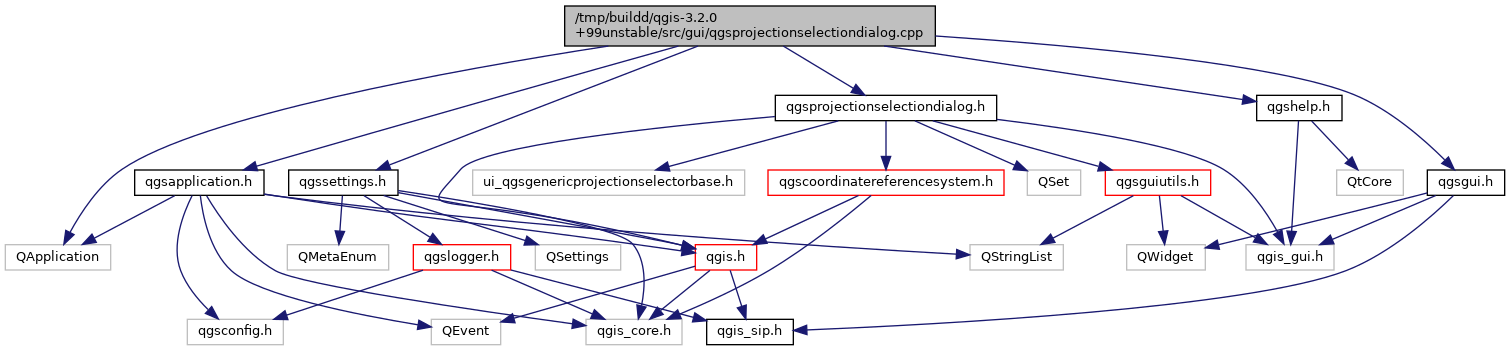 /tmp/buildd/qgis-3.2.0
+99unstable/src/gui/qgsprojectionselectiondialog.cpp
qgsprojectionselectiondialog.h
qgshelp.h
qgsapplication.h
qgssettings.h
ui_qgsgenericprojectionselectorbase.h
qgscoordinatereferencesystem.h
QSet
qgsguiutils.h
QtCore
qgsgui.h
QApplication
QMetaEnum
qgslogger.h
QSettings
qgis.h
QStringList
QWidget
qgis_gui.h
qgsconfig.h
QEvent
qgis_core.h
qgis_sip.h